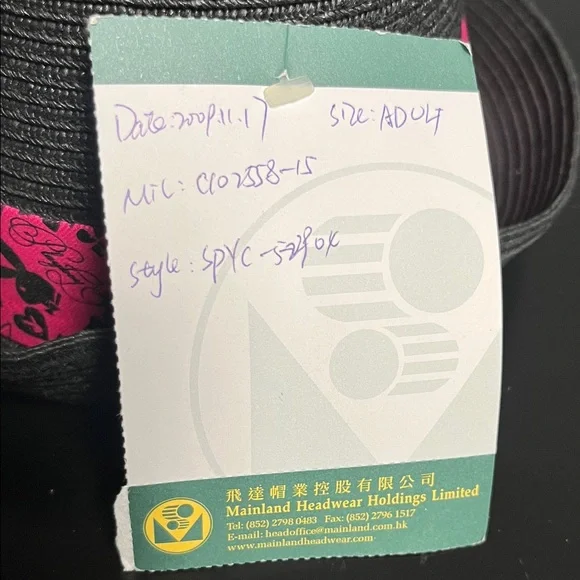 Date: 2009.11.17 Size: ADULT
MIL: C102558-15
Style: SPYC-
飛達帽業控股有限公司
Mainland Headwear Holdings Limited
Tel: (852) 2798 0483 Fax: (852) 2796 1517
E-mail: headoffice@mainland.com.hk
www.mainlandheadwear.com